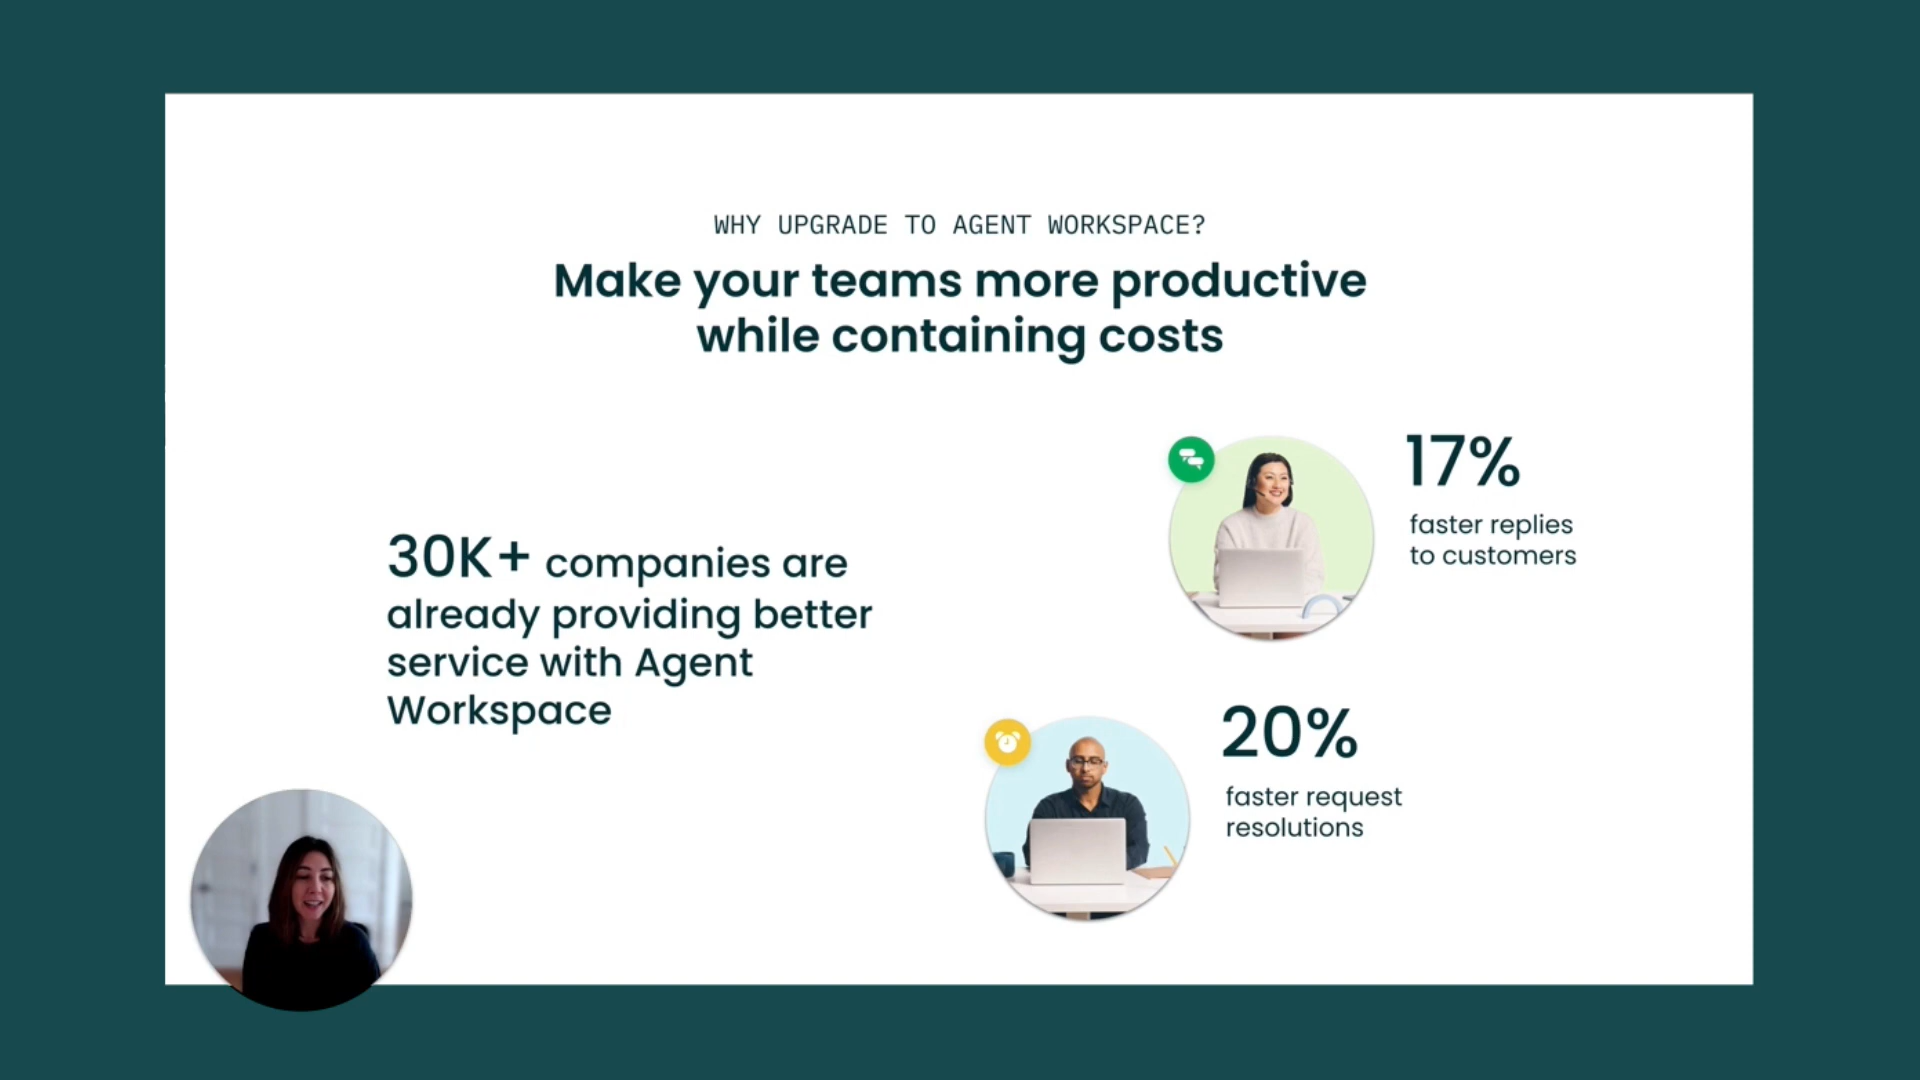 WHY UPGRADE TO AGENT WORKSPACE?
Make your teams more productive
while containing costs
30K+ companies are
already providing better
service with Agent
Workspace
17%
faster replies
to customers
20%
faster request
resolutions